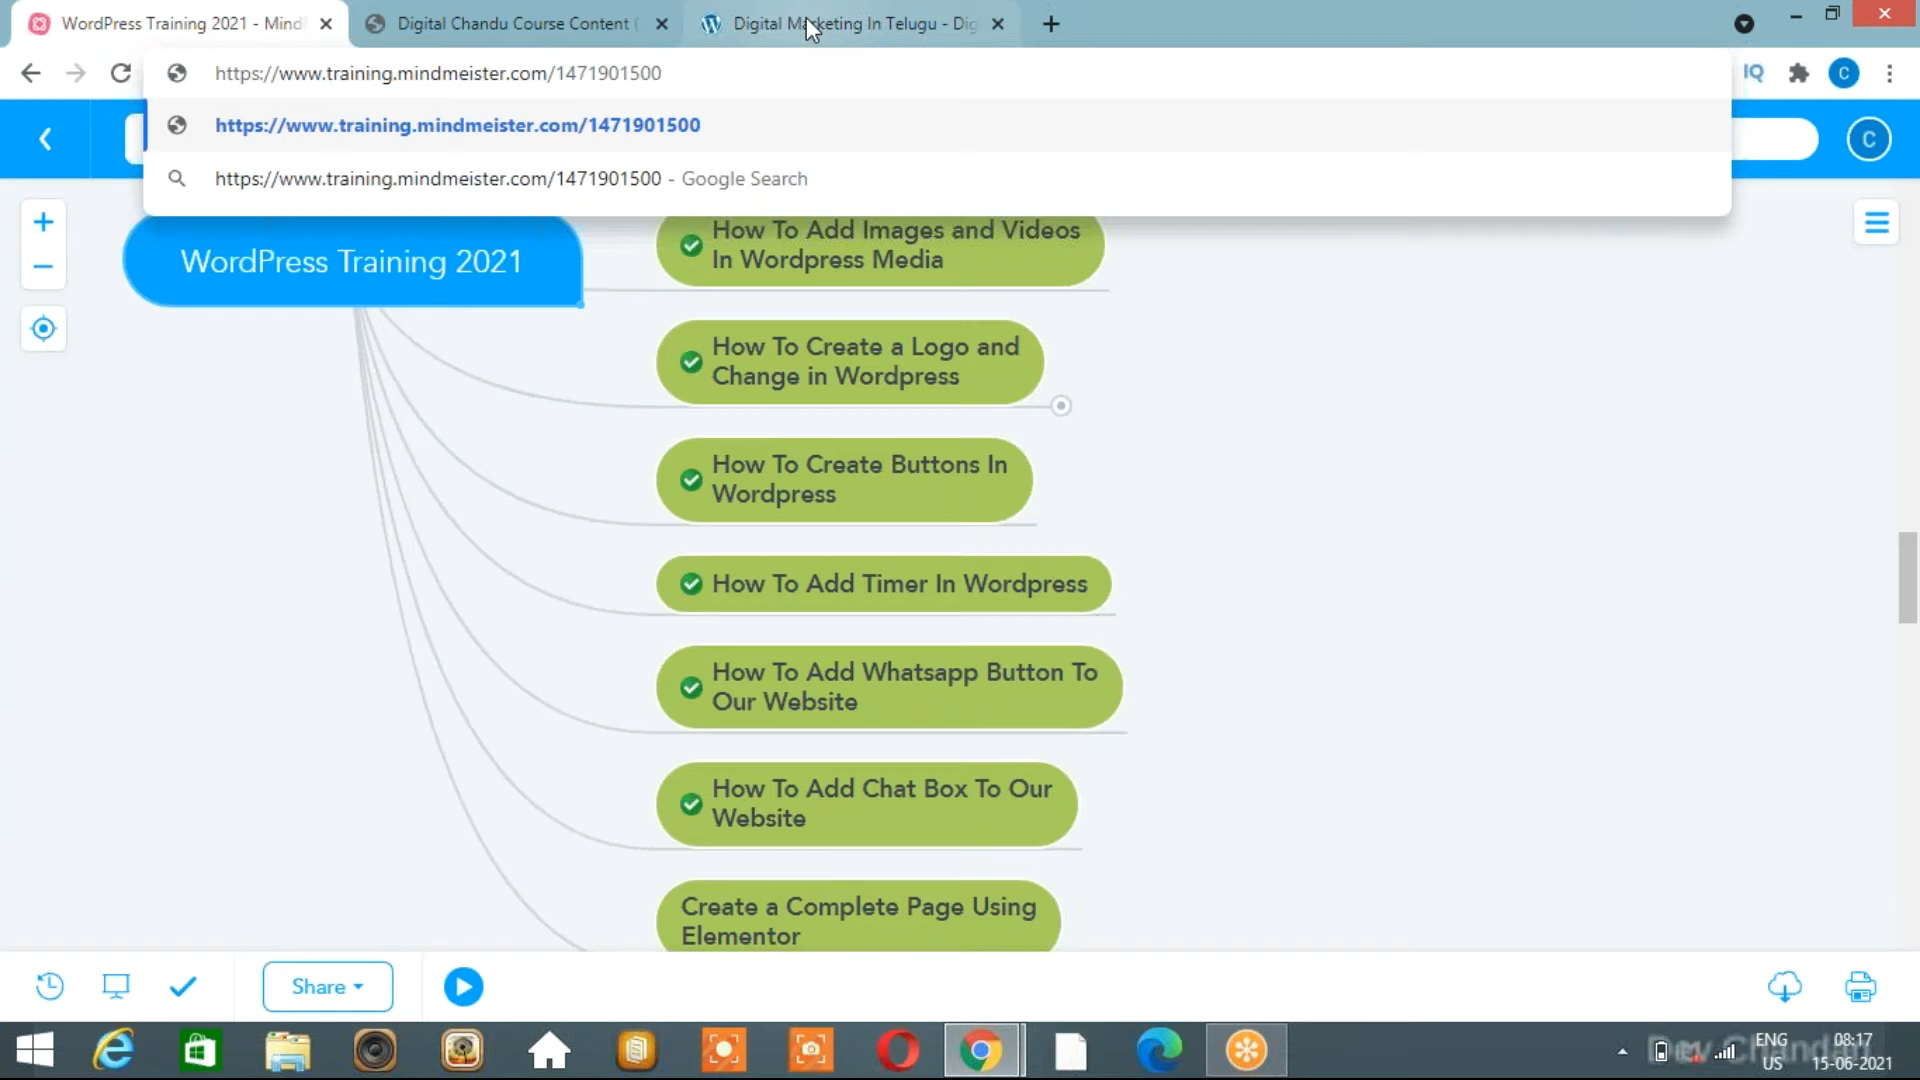 WordPress Training 2021 - Mind
Digital Chandu Course Content (
Digital Marketing In Telugu - Dig
https://www.training.mindmeister.com/1471901500
IQ
C
https://www.training.mindmeister.com/1471901500
C
https://www.training.mindmeister.com/1471901500 - Google Search
How To Add Images and Videos
In Wordpress Media
WordPress Training 2021
How To Create a Logo and
Change in Wordpress
How To Create Buttons In
Wordpress
How To Add Timer In Wordpress
How To Add Whatsapp Button To
Our Website
How To Add Chat Box To Our
Website
Create a Complete Page Using
Elementor
Share
ENG
US
08:17
15-06-2021